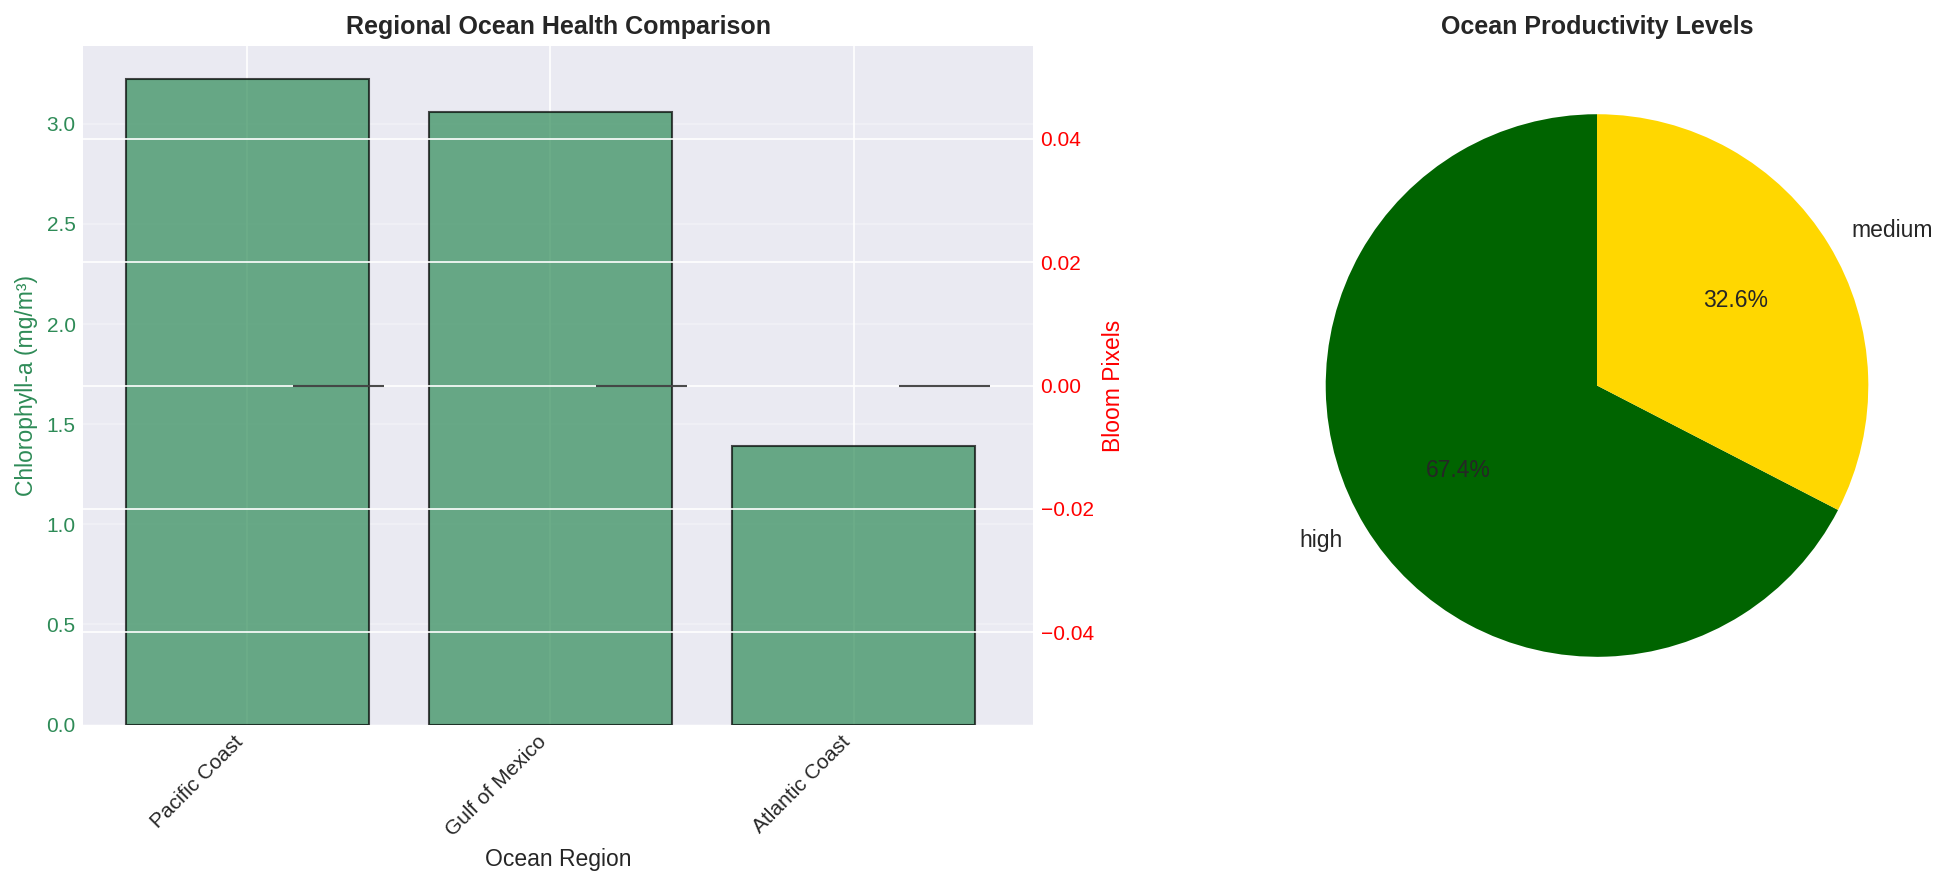 Regional Ocean Health Comparison
Chlorophyll-a (mg/m³)
3.0
2.5
2.0
1.5
1.0
0.5
0.0
0.04
0.02
0.00
−0.02
−0.04
Bloom Pixels
Pacific Coast
Gulf of Mexico
Atlantic Coast
Ocean Region
Ocean Productivity Levels
medium
32.6%
67.4%
high